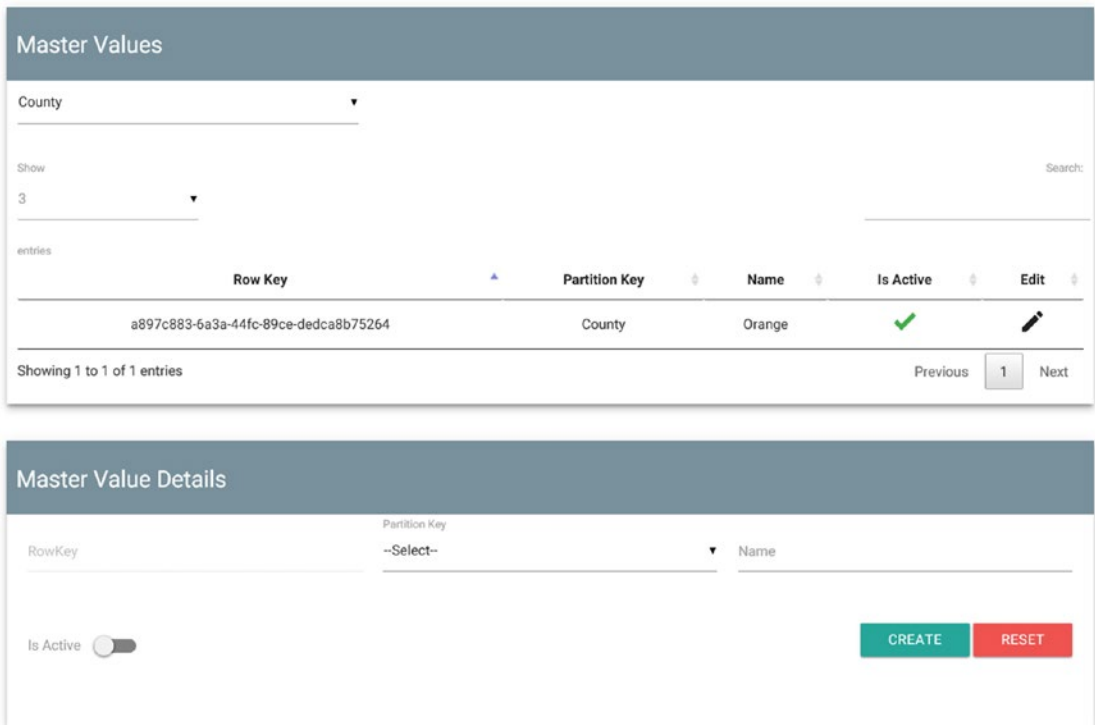 Master Values
County
Show
Search:
3
entries
Row Key Partition Key Name Is Active Edit
a897c883-6a3a-44fc-89ce-dedca8b75264 County Orange
Showing 1 to 1 of 1 entries Previous 1 Next
Master Value Details
Partition Key
RowKey --Select-- Name
Is Active CREATE RESET